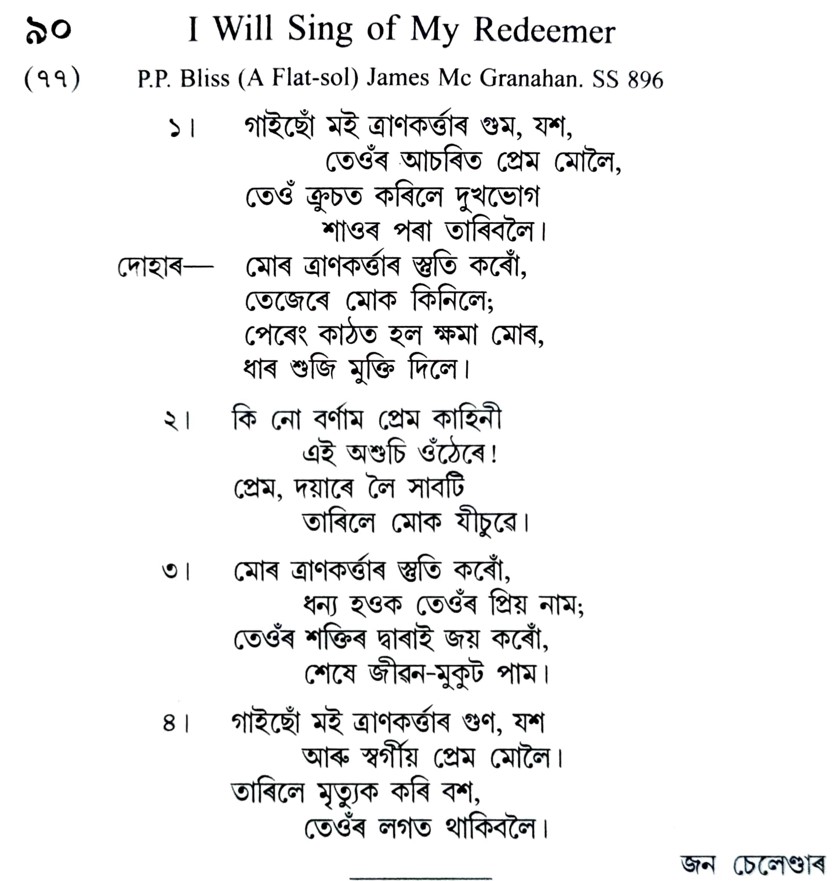 ৯০ I Will Sing of My Redeemer
(৭৭) P.P. Bliss (A Flat-sol) James Mc Granahan. SS 896
১। গাইছোঁ মই ত্ৰাণকৰ্ত্তাৰ গুম, যশ,
তেওঁৰ আচৰিত প্ৰেম মোলৈ,
তেওঁ ক্ৰুচত কৰিলে দুখভোগ
শাওৰ পৰা তাৰিবলৈ।
দোহাৰ— মোৰ ত্ৰাণকৰ্ত্তাৰ স্তুতি কৰোঁ,
তেজেৰে মোক কিনিলে;
পেৰেং কাঠত হল ক্ষমা মোৰ,
ধাৰ শুজি মুক্তি দিলে।
২। কি নো বৰ্ণাম প্ৰেম কাহিনী
এই অশুচি ওঁঠেৰে!
প্ৰেম, দয়াৰে লৈ সাবটি
তাৰিলে মোক যীচুৱে।
৩। মোৰ ত্ৰাণকৰ্ত্তাৰ স্তুতি কৰোঁ,
ধন্য হওক তেওঁৰ প্ৰিয় নাম;
তেওঁৰ শক্তিৰ দ্বাৰাই জয় কৰোঁ,
শেষে জীৱন-মুকুট পাম।
৪। গাইছোঁ মই ত্ৰাণকৰ্ত্তাৰ গুণ, যশ
আৰু স্বৰ্গীয় প্ৰেম মোলৈ।
তাৰিলে মৃত্যুক কৰি বশ,
তেওঁৰ লগত থাকিবলৈ।
জন চেলেণ্ডাৰ